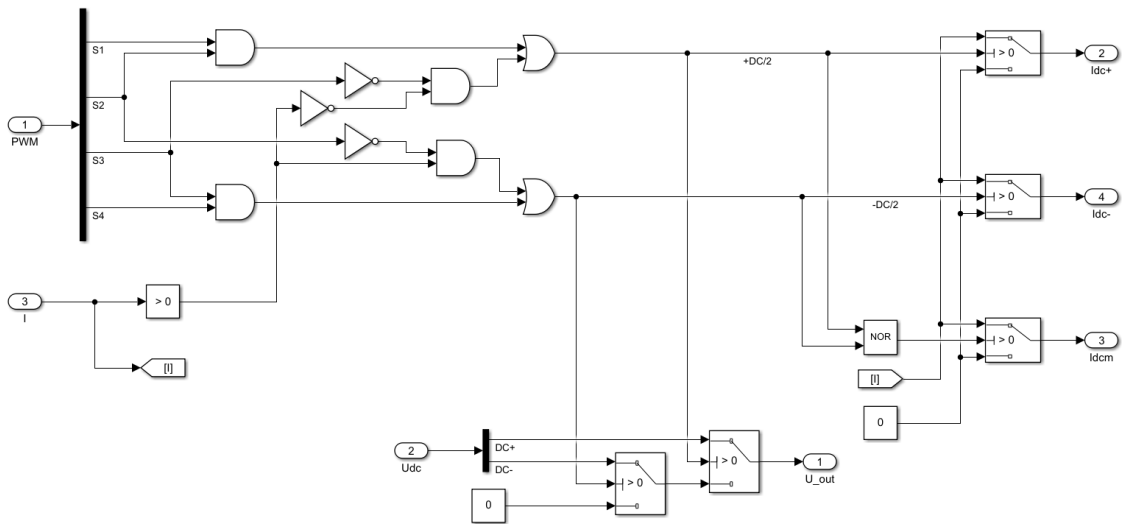 S1
S2
S3
S4
1
PWM
3
I
> 0
[I]
+DC/2
-DC/2
> 0
2
Idc+
> 0
4
Idc-
NOR
> 0
3
Idcm
[I]
0
2
Udc
DC+
DC-
0
> 0
> 0
1
U_out